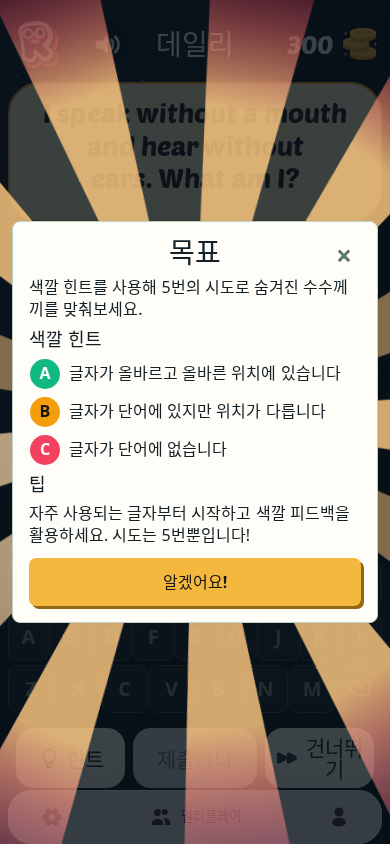 데일리
300
I speak without a mouth
and hear without
ears. What am I?
목표
×
색깔 힌트를 사용해 5번의 시도로 숨겨진 수수께
끼를 맞춰보세요.
색깔 힌트
A 글자가 올바르고 올바른 위치에 있습니다
B 글자가 단어에 있지만 위치가 다릅니다
C 글자가 단어에 없습니다
팁
자주 사용되는 글자부터 시작하고 색깔 피드백을
활용하세요. 시도는 5번뿐입니다!
알겠어요!
A S D F G H J K L
Z X C V B N M
힌트
제출하다
건너뛰
기
멀티플레이